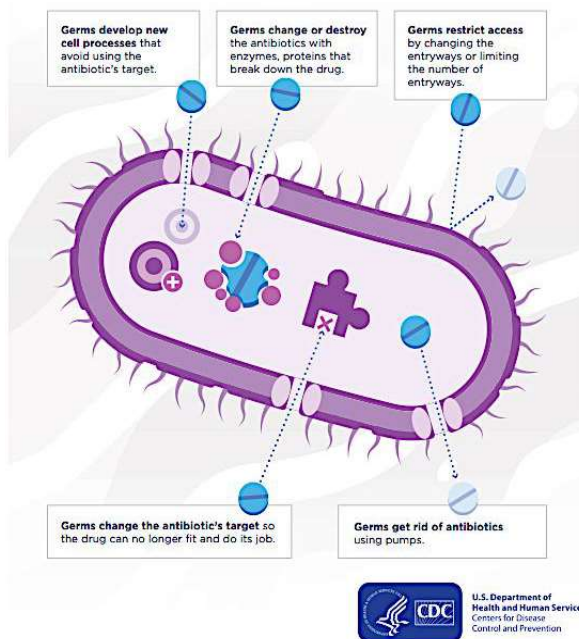 Germs develop new
cell processes that
avoid using the
antibiotic's target.
Germs change or destroy
the antibiotics with
enzymes, proteins that
break down the drug.
Germs restrict access
by changing the
entryways or limiting
the number of
entryways.
Germs change the antibiotic's target so
the drug can no longer fit and do its job.
Germs get rid of antibiotics
using pumps.
CDC
U.S. Department of
Health and Human Service
Centers for Disease
Control and Prevention